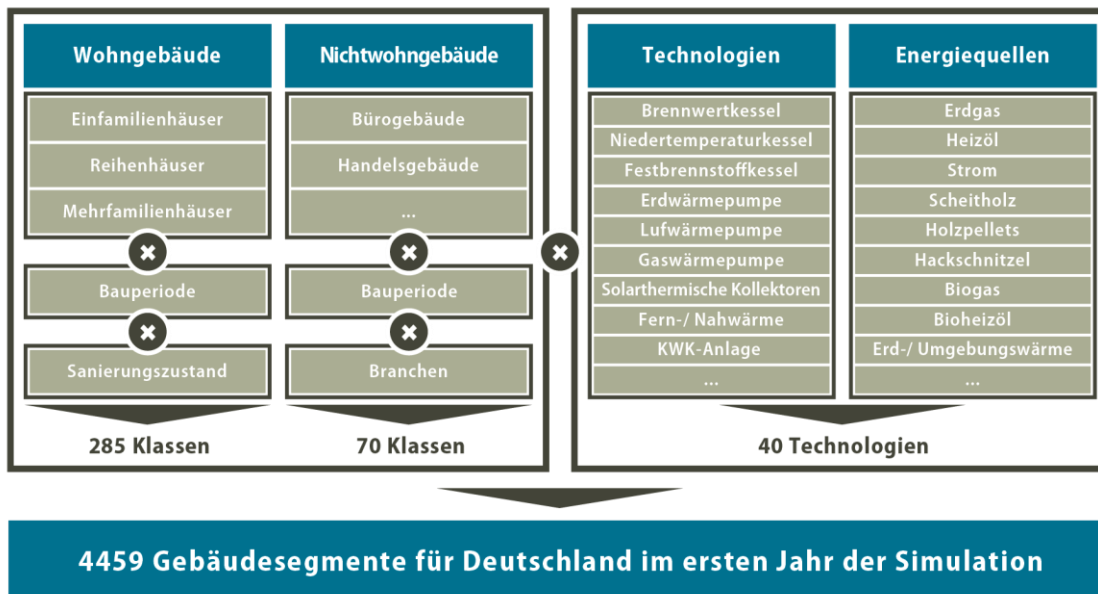 Wohngebäude
Einfamilienhäuser
Reihenhäuser
Mehrfamilienhäuser
Bauperiode
Sanierungszustand
285 Klassen
Nichtwohngebäude
Bürogebäude
Handelsgebäude
...
Bauperiode
Branchen
70 Klassen
Technologien
Brennwertkessel
Niedertemperaturkessel
Festbrennstoffkessel
Erdwärmepumpe
Lufwärmepumpe
Gaswärmepumpe
Solarthermische Kollektoren
Fern-/ Nahwärme
KWK-Anlage
...
Energiequellen
Erdgas
Heizöl
Strom
Scheitholz
Holzpellets
Hackschnitzel
Biogas
Bioheizöl
Erd-/ Umgebungswärme
...
40 Technologien
4459 Gebäudesegmente für Deutschland im ersten Jahr der Simulation